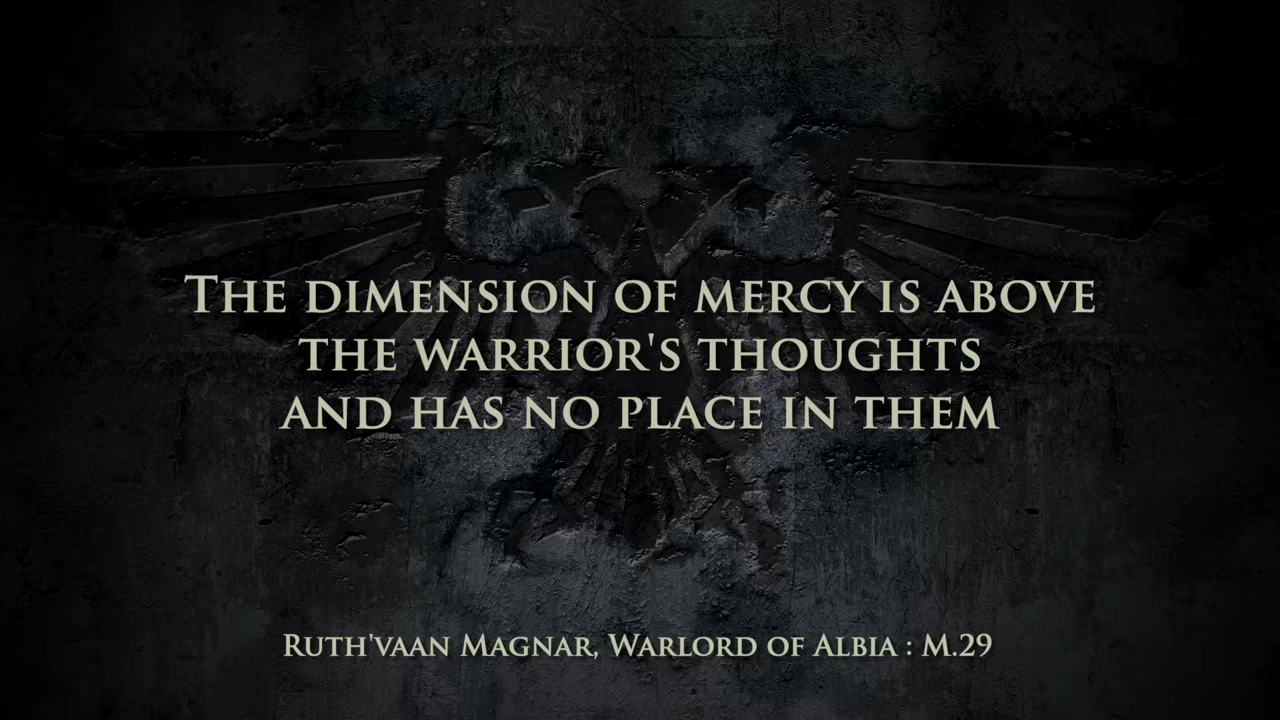 The dimension of mercy is above
the warrior's thoughts
and has no place in them
Ruth'vaan Magnar, Warlord of Albia : M.29